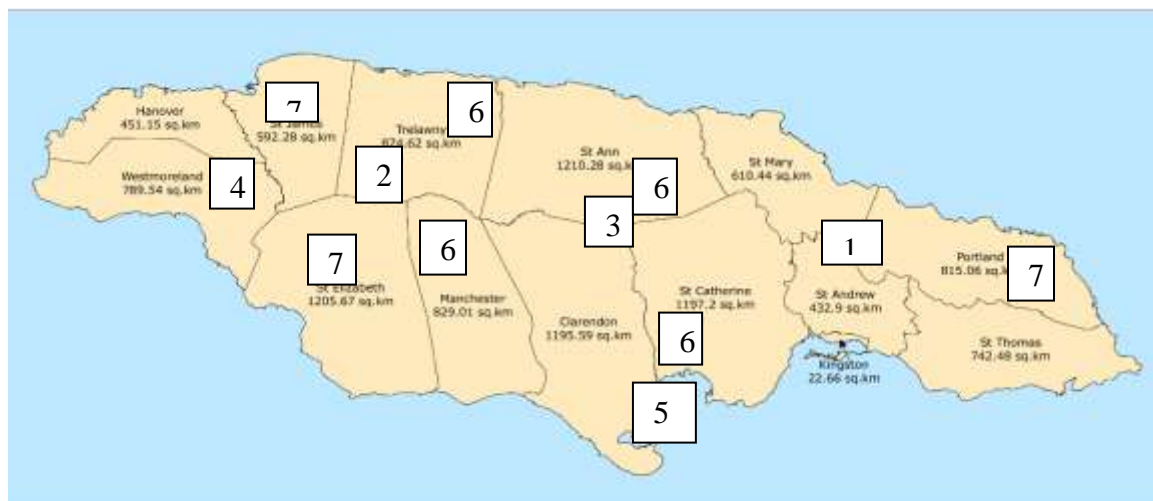 Hanover
451.15 sq.km
7
592.28 sq.km
Trelawny
6
2
Westmoreland
789.54 sq.km
4
St Ann
1210.28 sq.k
6
3
St Mary
610.44 sq.km
1
7
St Elizabeth
1205.67 sq.km
6
Manchester
829.01 sq.km
Clarendon
1195.59 sq.km
St Catherine
1197.2 sq.km
6
Portland
815.06 sq.k
7
St Andrew
432.9 sq.km
St Thomas
742.48 sq.km
Kingston
22.66 sq.km
5